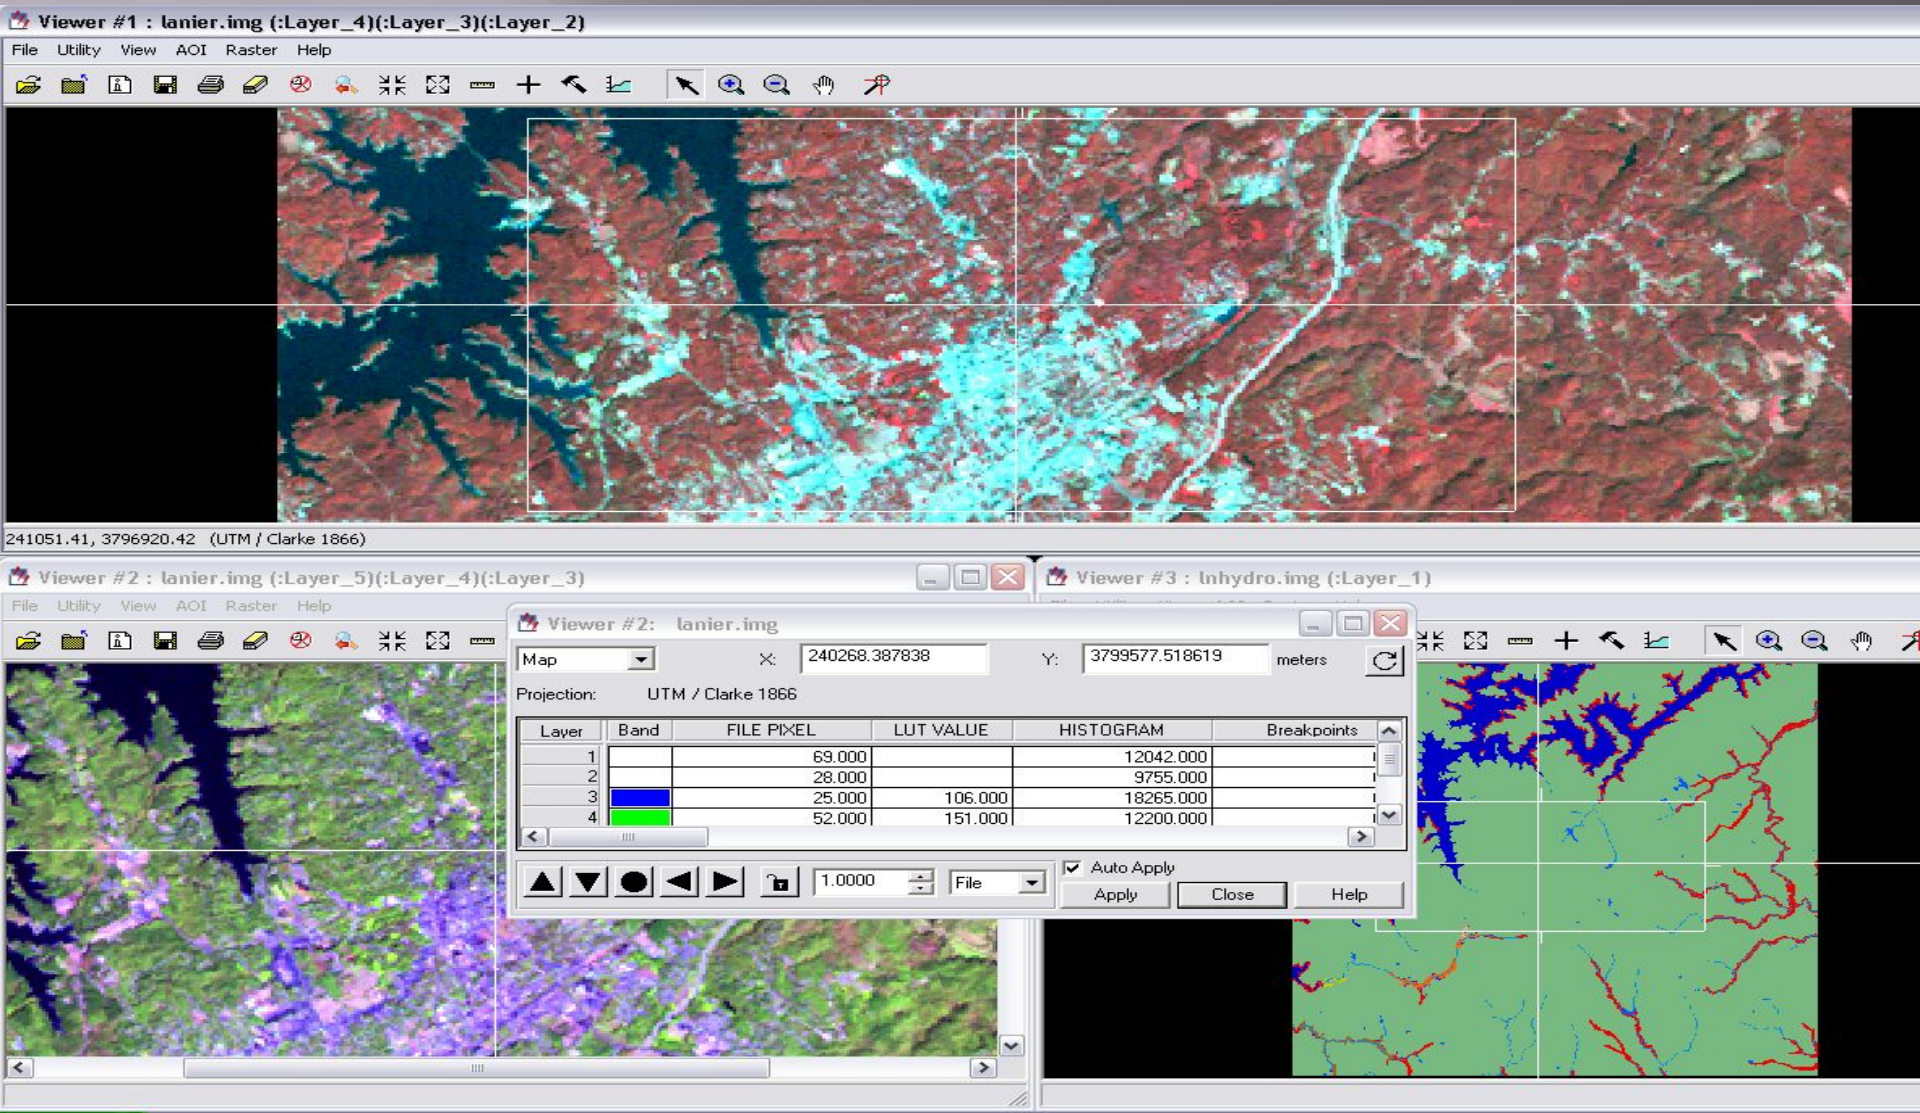 Viewer #1 : lanier.img (:Layer_4)(:Layer_3)(:Layer_2)
File Utility View AOI Raster Help
241051.41, 3796920.42 (UTM / Clarke 1866)
Viewer #2 : lanier.img (:Layer_5)(:Layer_4)(:Layer_3)
File Utility View AOI Raster Help
Viewer #3 : lnhydro.img (:Layer_1)
Viewer #2: lanier.img
Map X: 240268.387838 Y: 3799577.518619 meters
Projection: UTM / Clarke 1866
Layer Band FILE PIXEL LUT VALUE HISTOGRAM Breakpoints
1 69.000 12042.000
2 28.000 9755.000
3 25.000 106.000 18265.000
4 52.000 151.000 12200.000
1.0000 File Auto Apply
Apply Close Help